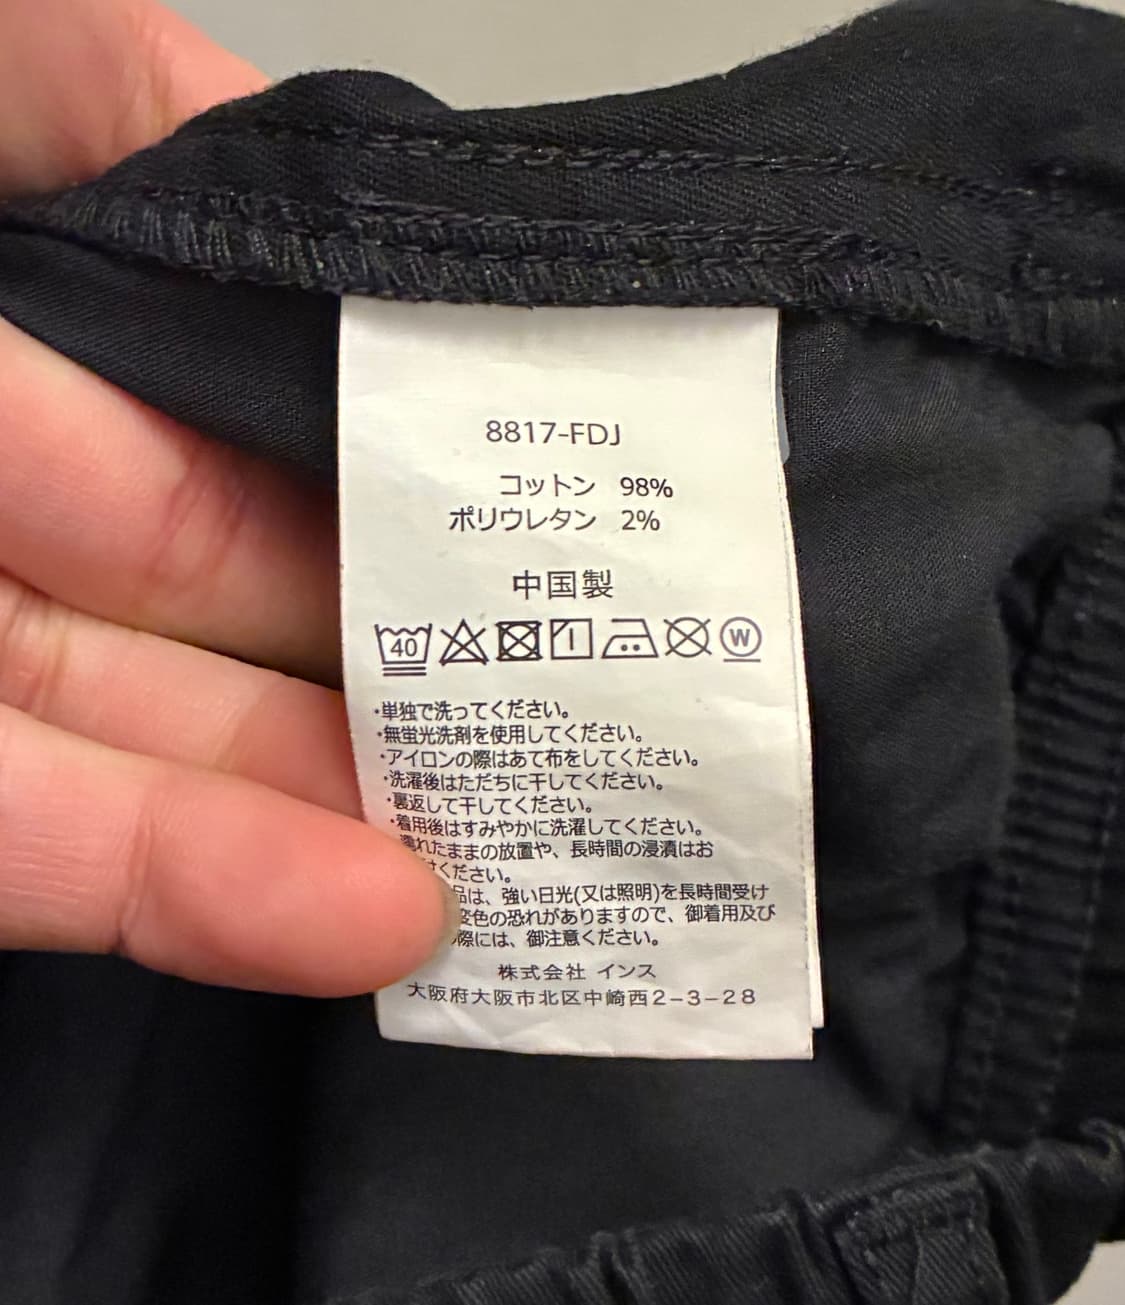 8817-FDJ
コットン 98%
ポリウレタン 2%
中国製
40 W
・単独で洗ってください。
・無蛍光洗剤を使用してください。
・アイロンの際はあて布をしてください。
・洗濯後はただちに干してください。
・裏返して干してください。
・着用後はすみやかに洗濯してください。
濡れたままの放置や、長時間の浸漬はお
ください。
品は、強い日光(又は照明)を長時間受け
変色の恐れがありますので、御着用及び
際には、御注意ください。
株式会社 インス
大阪府大阪市北区中崎西2-3-28